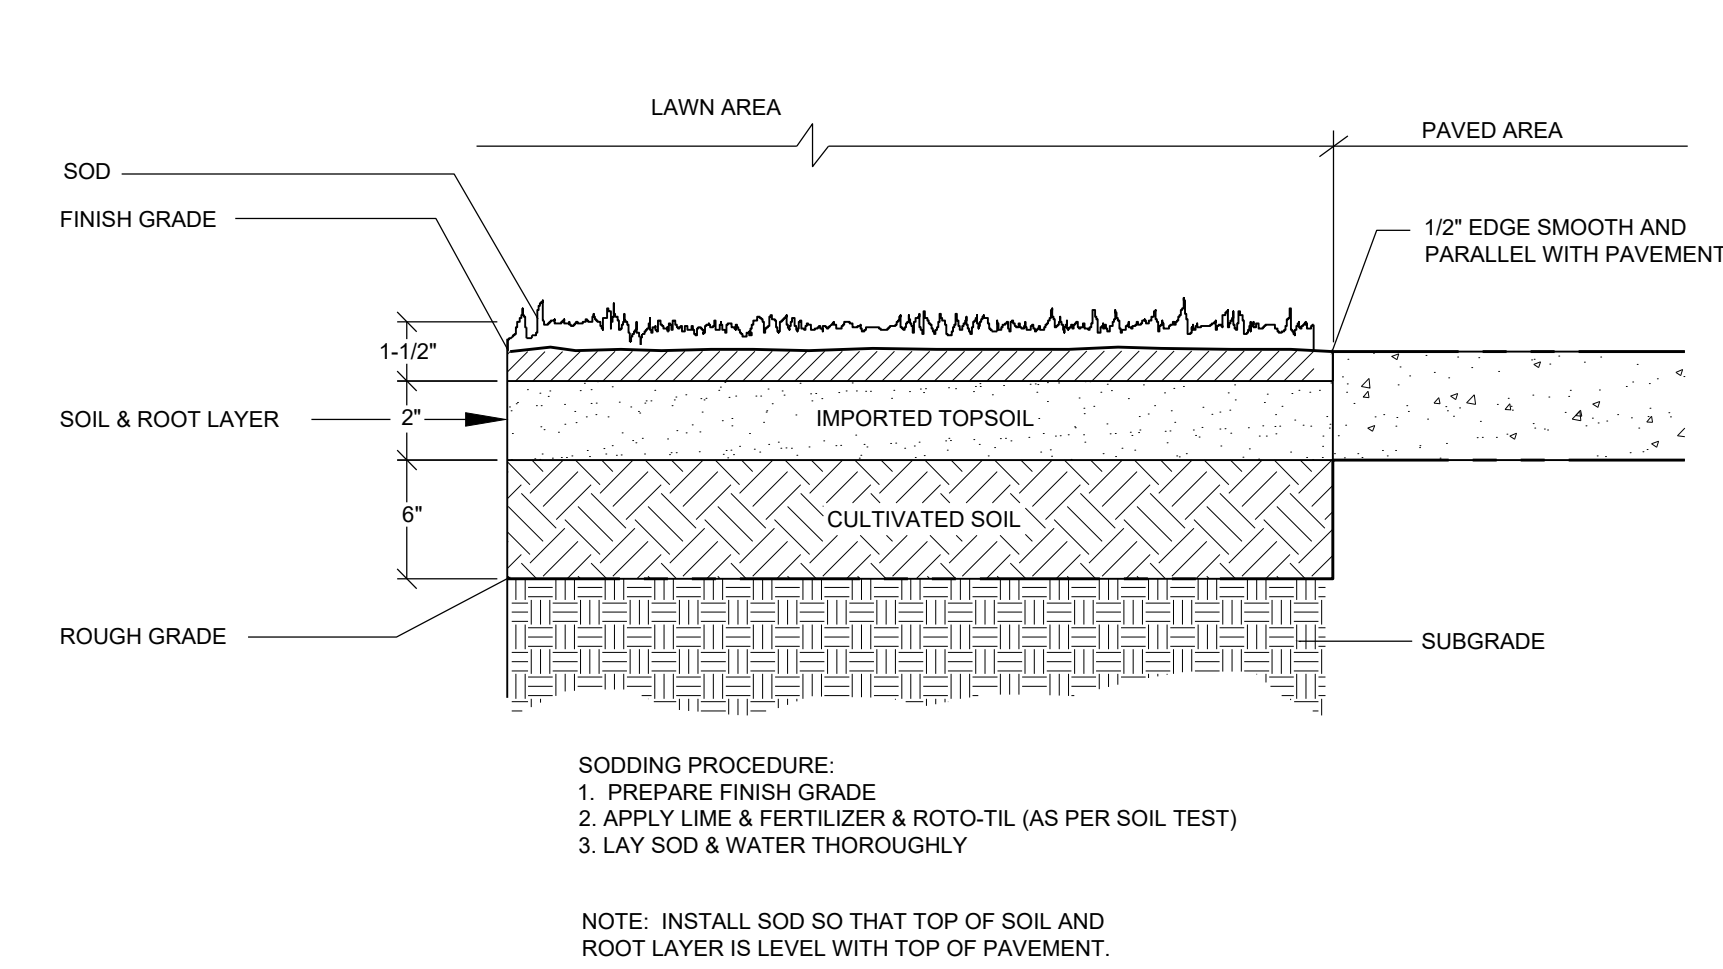 LAWN AREA
PAVED AREA
SOD
FINISH GRADE
1/2" EDGE SMOOTH AND
PARALLEL WITH PAVEMENT
1-1/2"
SOIL & ROOT LAYER
2"
IMPORTED TOPSOIL
6"
CULTIVATED SOIL
ROUGH GRADE
SUBGRADE
SODDING PROCEDURE:
1. PREPARE FINISH GRADE
2. APPLY LIME & FERTILIZER & ROTO-TIL (AS PER SOIL TEST)
3. LAY SOD & WATER THOROUGHLY
NOTE: INSTALL SOD SO THAT TOP OF SOIL AND
ROOT LAYER IS LEVEL WITH TOP OF PAVEMENT.